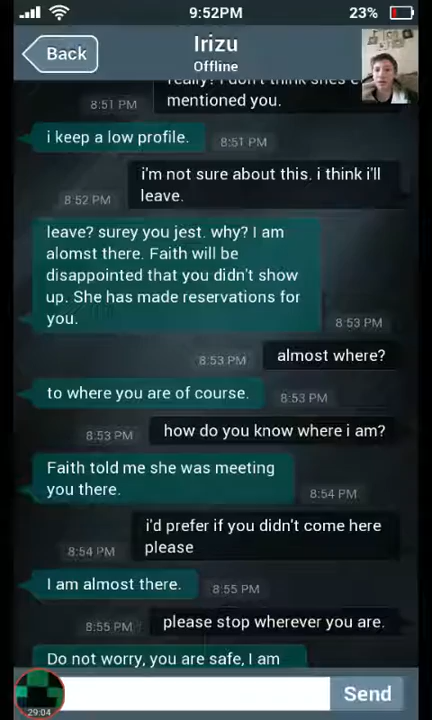 9:52PM
23%
Back
Irizu
Offline
really? I don't think shes e
mentioned you.
8:51 PM
i keep a low profile.
8:51 PM
i'm not sure about this. i think i'll
leave.
8:52 PM
leave? surey you jest. why? I am
alomst there. Faith will be
disappointed that you didn't show
up. She has made reservations for
you.
8:53 PM
almost where?
8:53 PM
to where you are of course.
8:53 PM
how do you know where i am?
8:53 PM
Faith told me she was meeting
you there.
8:54 PM
i'd prefer if you didn't come here
please
8:54 PM
I am almost there.
8:55 PM
please stop wherever you are.
8:55 PM
Do not worry, you are safe, I am
Send
29:04